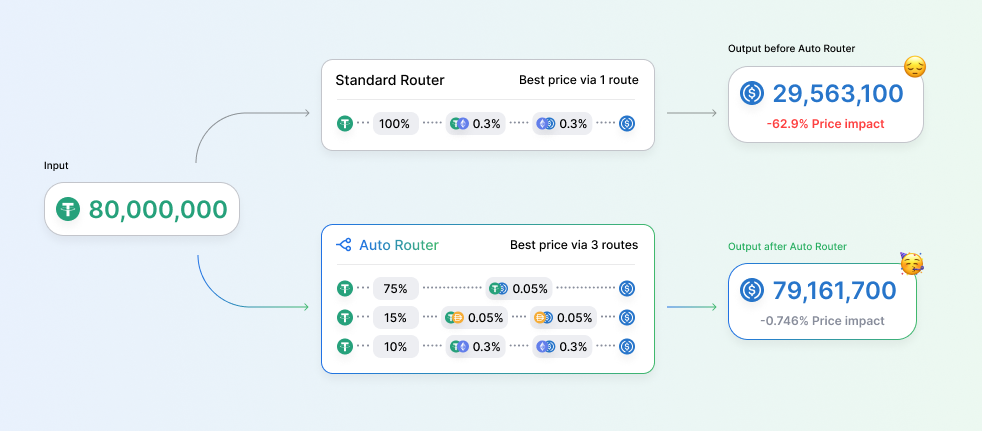 Input
80,000,000
Standard Router Best price via 1 route
100% 0.3% 0.3%
Output before Auto Router
29,563,100
-62.9% Price impact
Auto Router Best price via 3 routes
75% 0.05%
15% 0.05% 0.05%
10% 0.3% 0.3%
Output after Auto Router
79,161,700
-0.746% Price impact